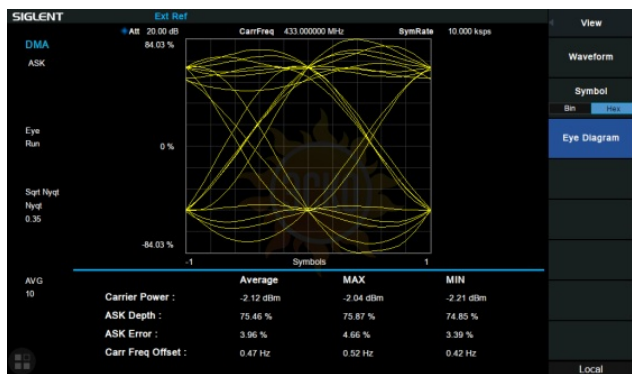 SIGLENT Ext Ref View
Att 20.00 dB CarrFreq 433.000000 MHz SymRate 10.000 ksps
DMA 84.03 %
ASK
Waveform
Symbol
Bin Hex
Eye Eye Diagram
Run 0 %
Sqrt Nyqt
Nyqt
0.35
-84.03 %
-1 Symbols 1
AVG Average MAX MIN
10
Carrier Power : -2.12 dBm -2.04 dBm -2.21 dBm
ASK Depth : 75.46 % 75.87 % 74.85 %
ASK Error : 3.96 % 4.66 % 3.39 %
Carr Freq Offset : 0.47 Hz 0.52 Hz 0.42 Hz
Local